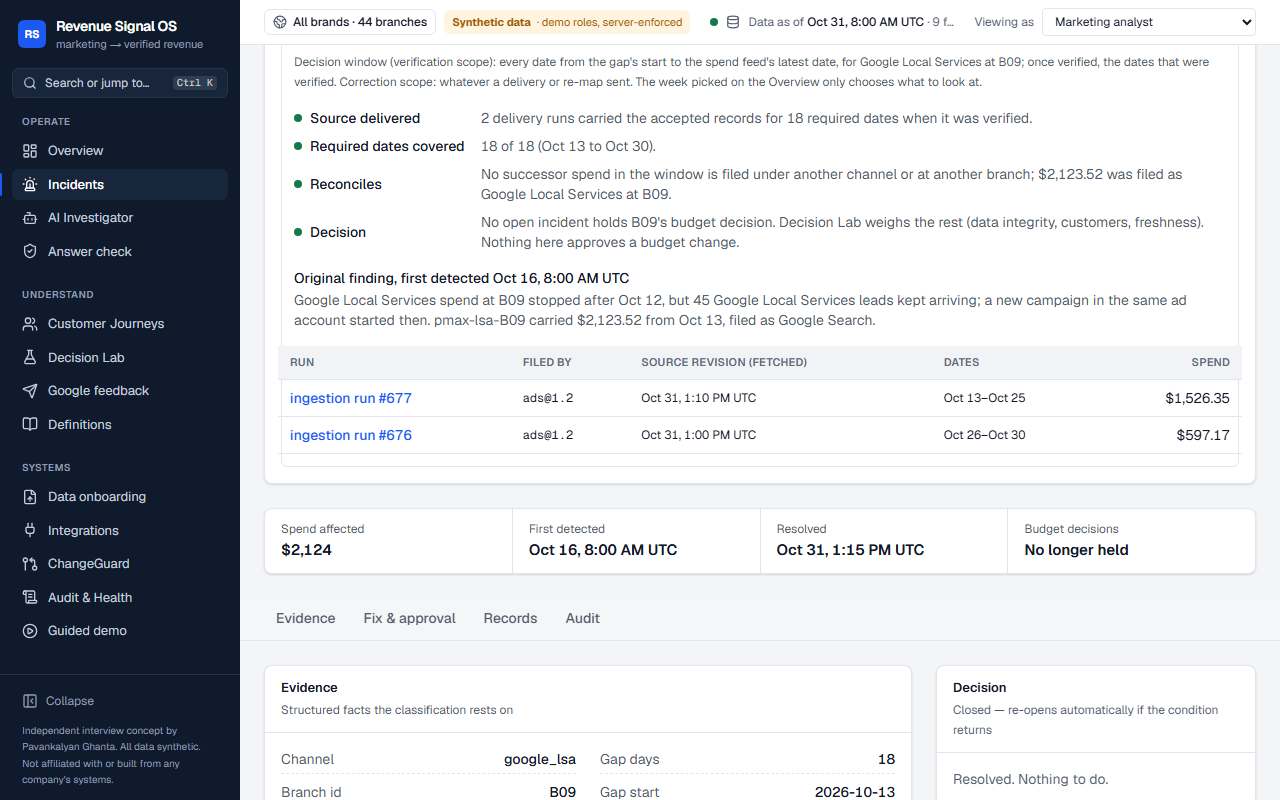 RS
Revenue Signal OS
marketing → verified revenue
Search or jump to... Ctrl K
OPERATE
Overview
Incidents
AI Investigator
Answer check
UNDERSTAND
Customer Journeys
Decision Lab
Google feedback
Definitions
SYSTEMS
Data onboarding
Integrations
ChangeGuard
Audit & Health
Guided demo
Collapse
Independent interview concept by
Pavankalyan Ghanta. All data synthetic.
Not affiliated with or built from any
company's systems.
All brands · 44 branches
Synthetic data · demo roles, server-enforced
Data as of Oct 31, 8:00 AM UTC · 9 f...
Viewing as
Marketing analyst
Decision window (verification scope): every date from the gap's start to the spend feed's latest date, for Google Local Services at B09; once verified, the dates that were
verified. Correction scope: whatever a delivery or re-map sent. The week picked on the Overview only chooses what to look at.
Source delivered 2 delivery runs carried the accepted records for 18 required dates when it was verified.
Required dates covered 18 of 18 (Oct 13 to Oct 30).
Reconciles No successor spend in the window is filed under another channel or at another branch; $2,123.52 was filed as
Google Local Services at B09.
Decision No open incident holds B09's budget decision. Decision Lab weighs the rest (data integrity, customers, freshness).
Nothing here approves a budget change.
Original finding, first detected Oct 16, 8:00 AM UTC
Google Local Services spend at B09 stopped after Oct 12, but 45 Google Local Services leads kept arriving; a new campaign in the same ad
account started then. pmax-lsa-B09 carried $2,123.52 from Oct 13, filed as Google Search.
RUN FILED BY SOURCE REVISION (FETCHED) DATES SPEND
ingestion run #677 ads@1.2 Oct 31, 1:10 PM UTC Oct 13–Oct 25 $1,526.35
ingestion run #676 ads@1.2 Oct 31, 1:00 PM UTC Oct 26–Oct 30 $597.17
Spend affected
$2,124
First detected
Oct 16, 8:00 AM UTC
Resolved
Oct 31, 1:15 PM UTC
Budget decisions
No longer held
Evidence Fix & approval Records Audit
Evidence
Structured facts the classification rests on
Channel google_lsa Gap days 18
Branch id B09 Gap start 2026-10-13
Decision
Closed — re-opens automatically if the condition
returns
Resolved. Nothing to do.